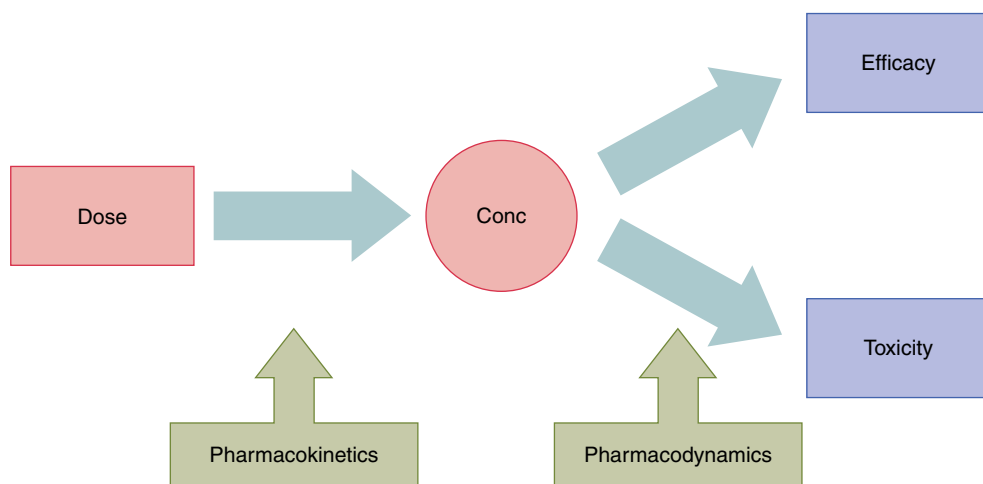 Efficacy
Dose
Conc
Toxicity
Pharmacokinetics
Pharmacodynamics